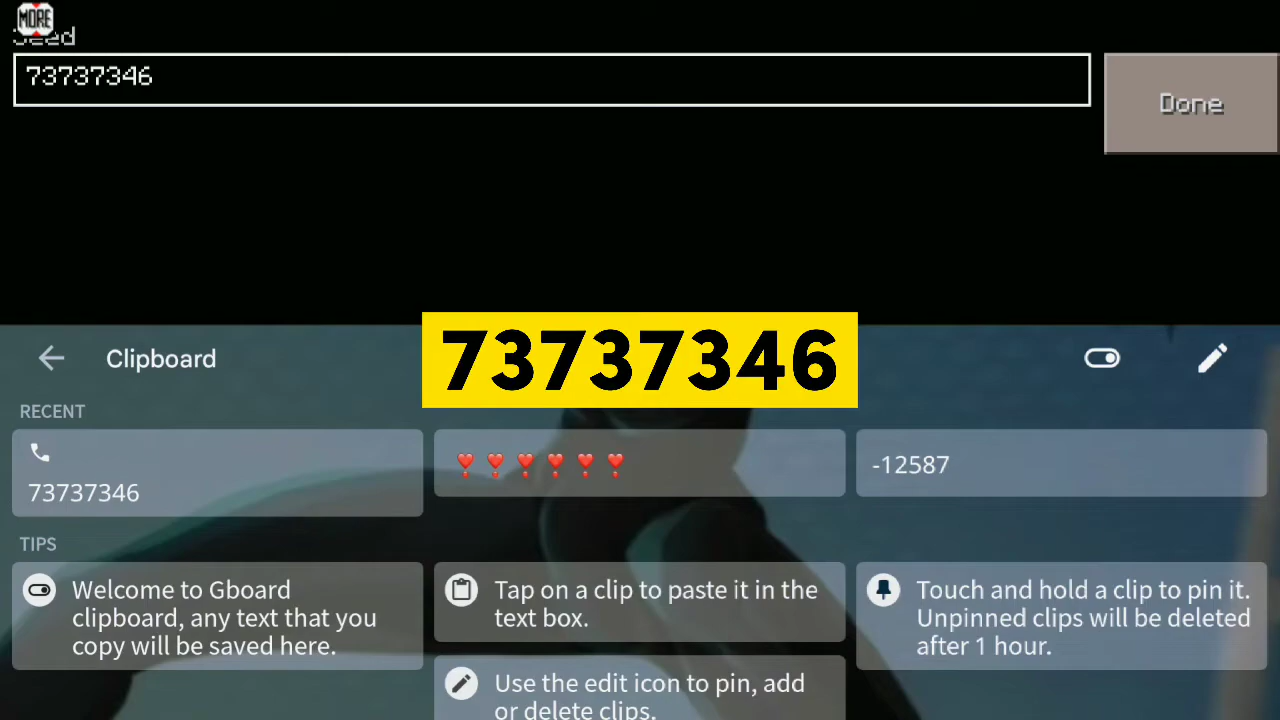 MORE
Seed
73737346
Done
73737346
Clipboard
RECENT
73737346
❣️❣️❣️❣️❣️❣️
-12587
TIPS
Welcome to Gboard
clipboard, any text that you
copy will be saved here.
Tap on a clip to paste it in the
text box.
Touch and hold a clip to pin it.
Unpinned clips will be deleted
after 1 hour.
Use the edit icon to pin, add
or delete clips.